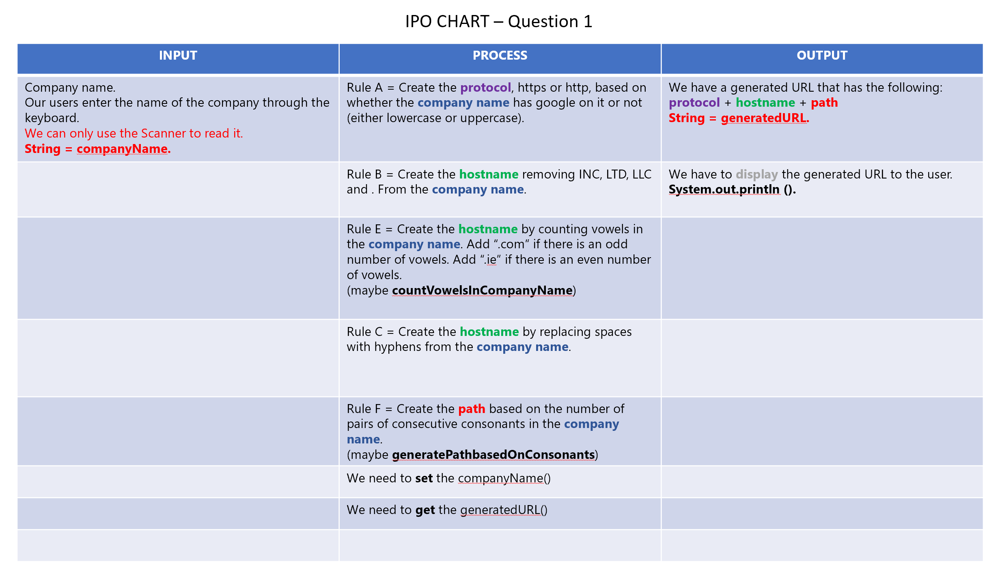 IPO CHART – Question 1
INPUT
PROCESS
OUTPUT
Company name.
Our users enter the name of the company through the
keyboard.
We can only use the Scanner to read it.
String = companyName.
Rule A = Create the protocol, https or http, based on
whether the company name has google on it or not
(either lowercase or uppercase).
We have a generated URL that has the following:
protocol + hostname + path
String = generatedURL.
Rule B = Create the hostname removing INC, LTD, LLC
and . From the company name.
We have to display the generated URL to the user.
System.out.println ().
Rule E = Create the hostname by counting vowels in
the company name. Add “.com” if there is an odd
number of vowels. Add “.ie” if there is an even number
of vowels.
(maybe countVowelsInCompanyName)
Rule C = Create the hostname by replacing spaces
with hyphens from the company name.
Rule F = Create the path based on the number of
pairs of consecutive consonants in the company
name.
(maybe generatePathbasedOnConsonants)
We need to set the companyName()
We need to get the generatedURL()